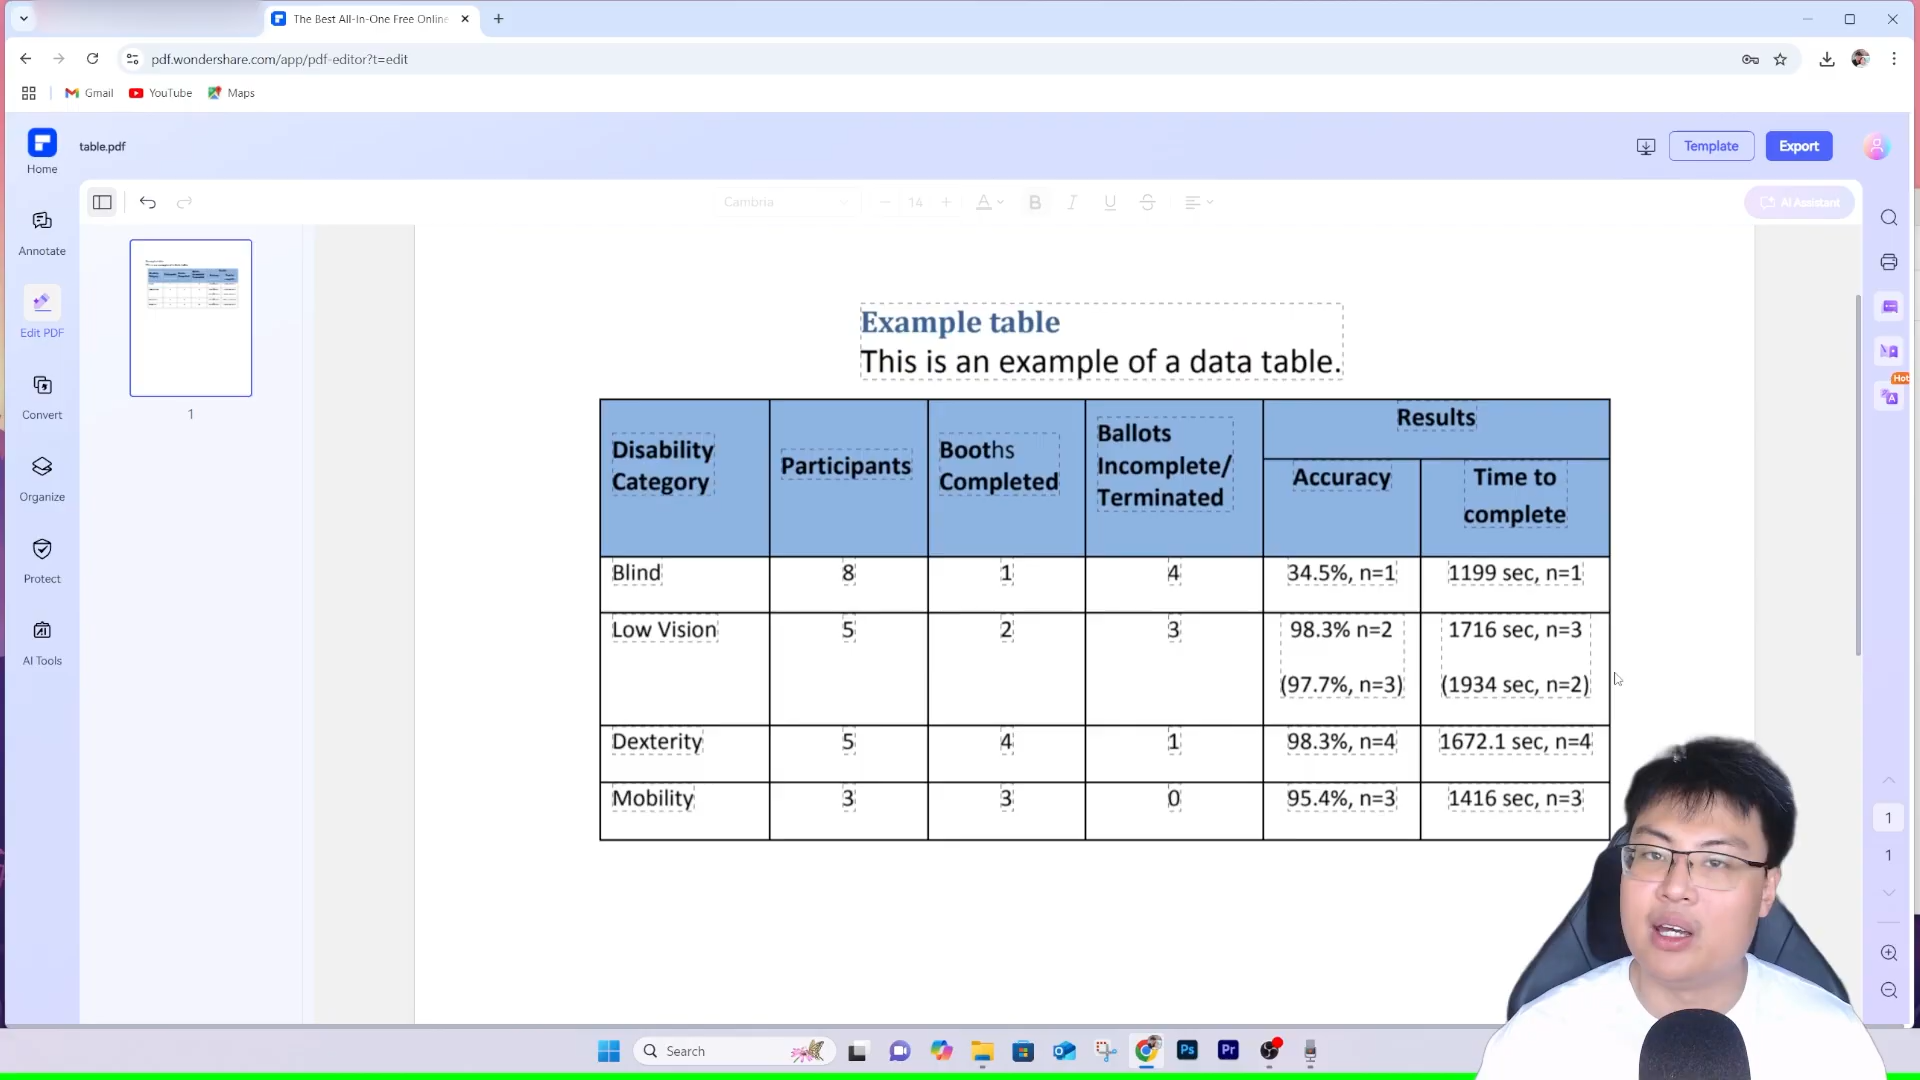 The Best All-In-One Free Online
pdf.wondershare.com/app/pdf-editor?t=edit
Gmail YouTube Maps
Home
table.pdf
Template
Export
Annotate
Edit PDF
Convert
Organize
Protect
AI Tools
Cambria
14
A
B
I
U
S
AI Assistant
Hot
1
Example table
This is an example of a data table.
Disability Category Participants Booths Completed Ballots Incomplete/ Terminated Results
Accuracy Time to complete
Blind 8 1 4 34.5%, n=1 1199 sec, n=1
Low Vision 5 2 3 98.3% n=2 1716 sec, n=3
(97.7%, n=3) (1934 sec, n=2)
Dexterity 5 4 1 98.3%, n=4 1672.1 sec, n=4
Mobility 3 3 0 95.4%, n=3 1416 sec, n=3
1
1
Search
Ps
Pr